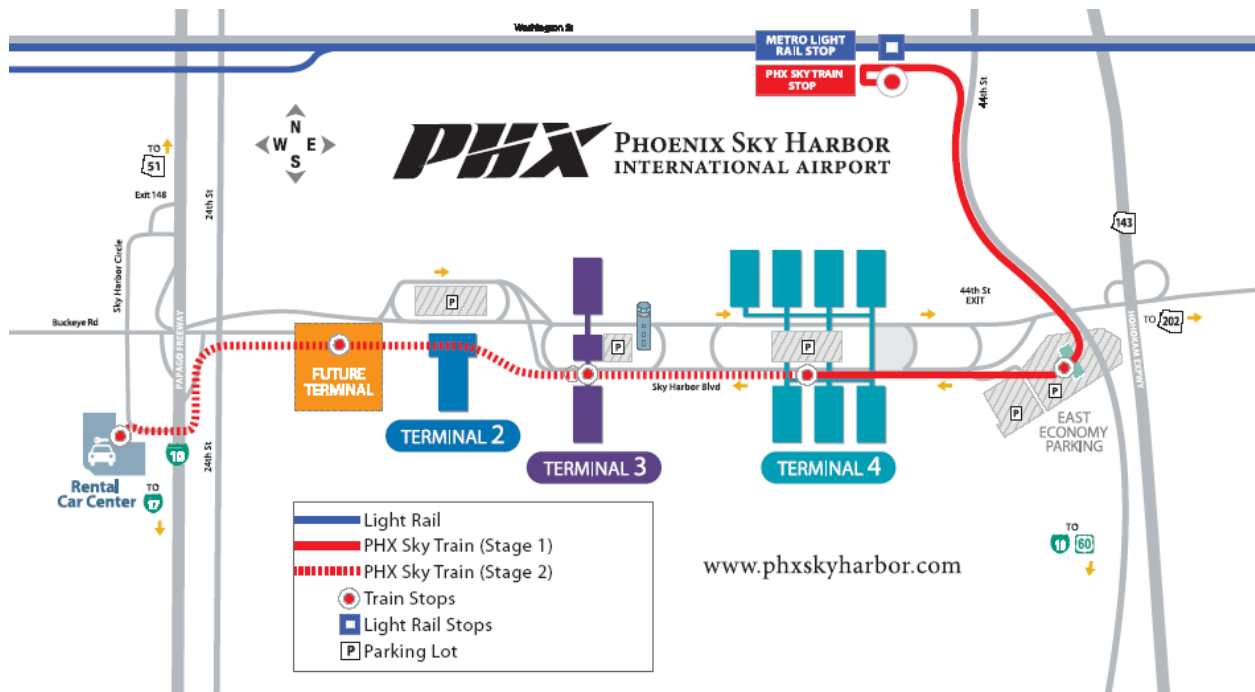 Washington St
METRO LIGHT
RAIL STOP
PHX SKY TRAIN
STOP
44th St
N
W E
S
PHX
PHOENIX SKY HARBOR
INTERNATIONAL AIRPORT
TO
51
Exit 148
24th St
Sky Harbor Circle
143
P
44th St
EXIT
Buckeye Rd
PAPAGO FREEWAY
TO
202
HOHOKAM EXPWY
P
P
FUTURE
TERMINAL
Sky Harbor Blvd
P
P
EAST
ECONOMY
PARKING
TERMINAL 2
TERMINAL 3
TERMINAL 4
10
24th St
Rental
Car Center
TO
17
Light Rail
PHX Sky Train (Stage 1)
PHX Sky Train (Stage 2)
Train Stops
Light Rail Stops
P Parking Lot
www.phxskyharbor.com
TO
10 60